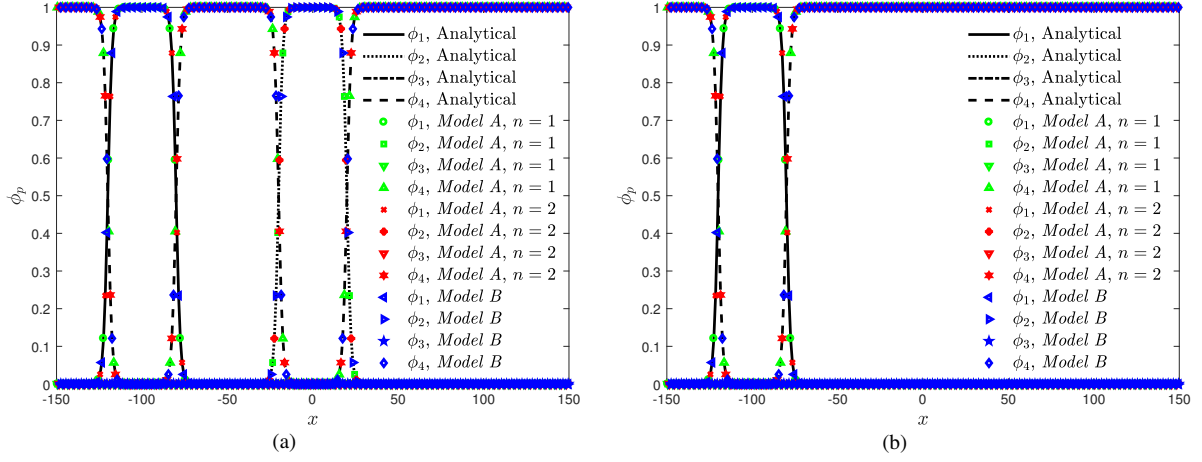 1
0.9
0.8
0.7
0.6
0.5
0.4
0.3
0.2
0.1
0
-150 -100 -50 0 50 100 150
ϕ_p
x
ϕ₁, Analytical
ϕ₂, Analytical
ϕ₃, Analytical
ϕ₄, Analytical
ϕ₁, Model A, n = 1
ϕ₂, Model A, n = 1
ϕ₃, Model A, n = 1
ϕ₄, Model A, n = 1
ϕ₁, Model A, n = 2
ϕ₂, Model A, n = 2
ϕ₃, Model A, n = 2
ϕ₄, Model A, n = 2
ϕ₁, Model B
ϕ₂, Model B
ϕ₃, Model B
ϕ₄, Model B
(a)
1
0.9
0.8
0.7
0.6
0.5
0.4
0.3
0.2
0.1
0
-150 -100 -50 0 50 100 150
ϕ_p
x
ϕ₁, Analytical
ϕ₂, Analytical
ϕ₃, Analytical
ϕ₄, Analytical
ϕ₁, Model A, n = 1
ϕ₂, Model A, n = 1
ϕ₃, Model A, n = 1
ϕ₄, Model A, n = 1
ϕ₁, Model A, n = 2
ϕ₂, Model A, n = 2
ϕ₃, Model A, n = 2
ϕ₄, Model A, n = 2
ϕ₁, Model B
ϕ₂, Model B
ϕ₃, Model B
ϕ₄, Model B
(b)